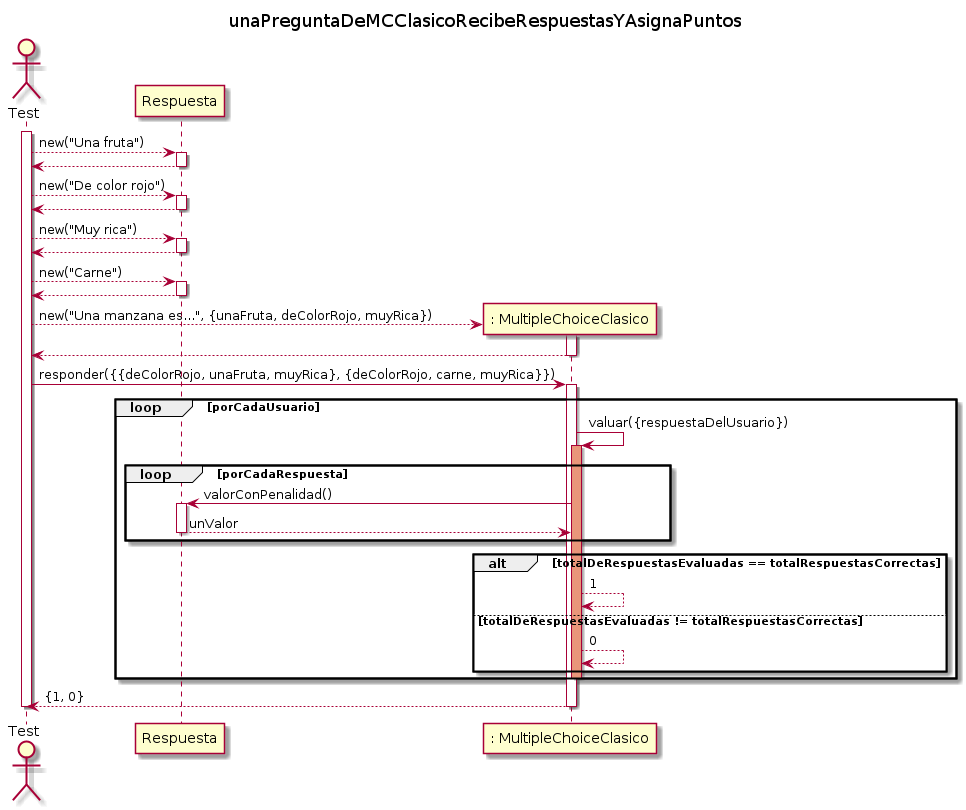 unaPreguntaDeMCClasicoRecibeRespuestasYAsignaPuntos
Test
Respuesta
new("Una fruta")
new("De color rojo")
new("Muy rica")
new("Carne")
new("Una manzana es...", {unaFruta, deColorRojo, muyRica})
: MultipleChoiceClasico
responder({{deColorRojo, unaFruta, muyRica}, {deColorRojo, carne, muyRica}})
loop [porCadaUsuario]
valuar({respuestaDelUsuario})
loop [porCadaRespuesta]
valorConPenalidad()
unValor
alt [totalDeRespuestasEvaluadas == totalRespuestasCorrectas]
1
[totalDeRespuestasEvaluadas != totalRespuestasCorrectas]
0
{1, 0}
Test
Respuesta
: MultipleChoiceClasico